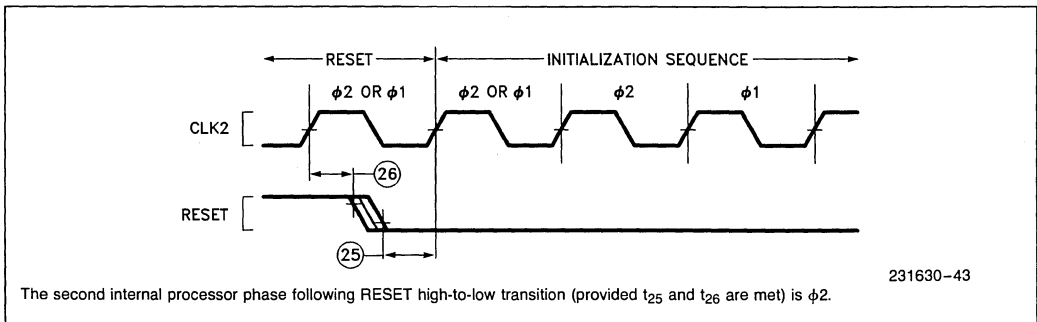 RESET INITIALIZATION SEQUENCE
φ2 OR φ1 φ2 OR φ1 φ2 φ1
CLK2
26
RESET
25
231630-43
The second internal processor phase following RESET high-to-low transition (provided t25 and t26 are met) is φ2.